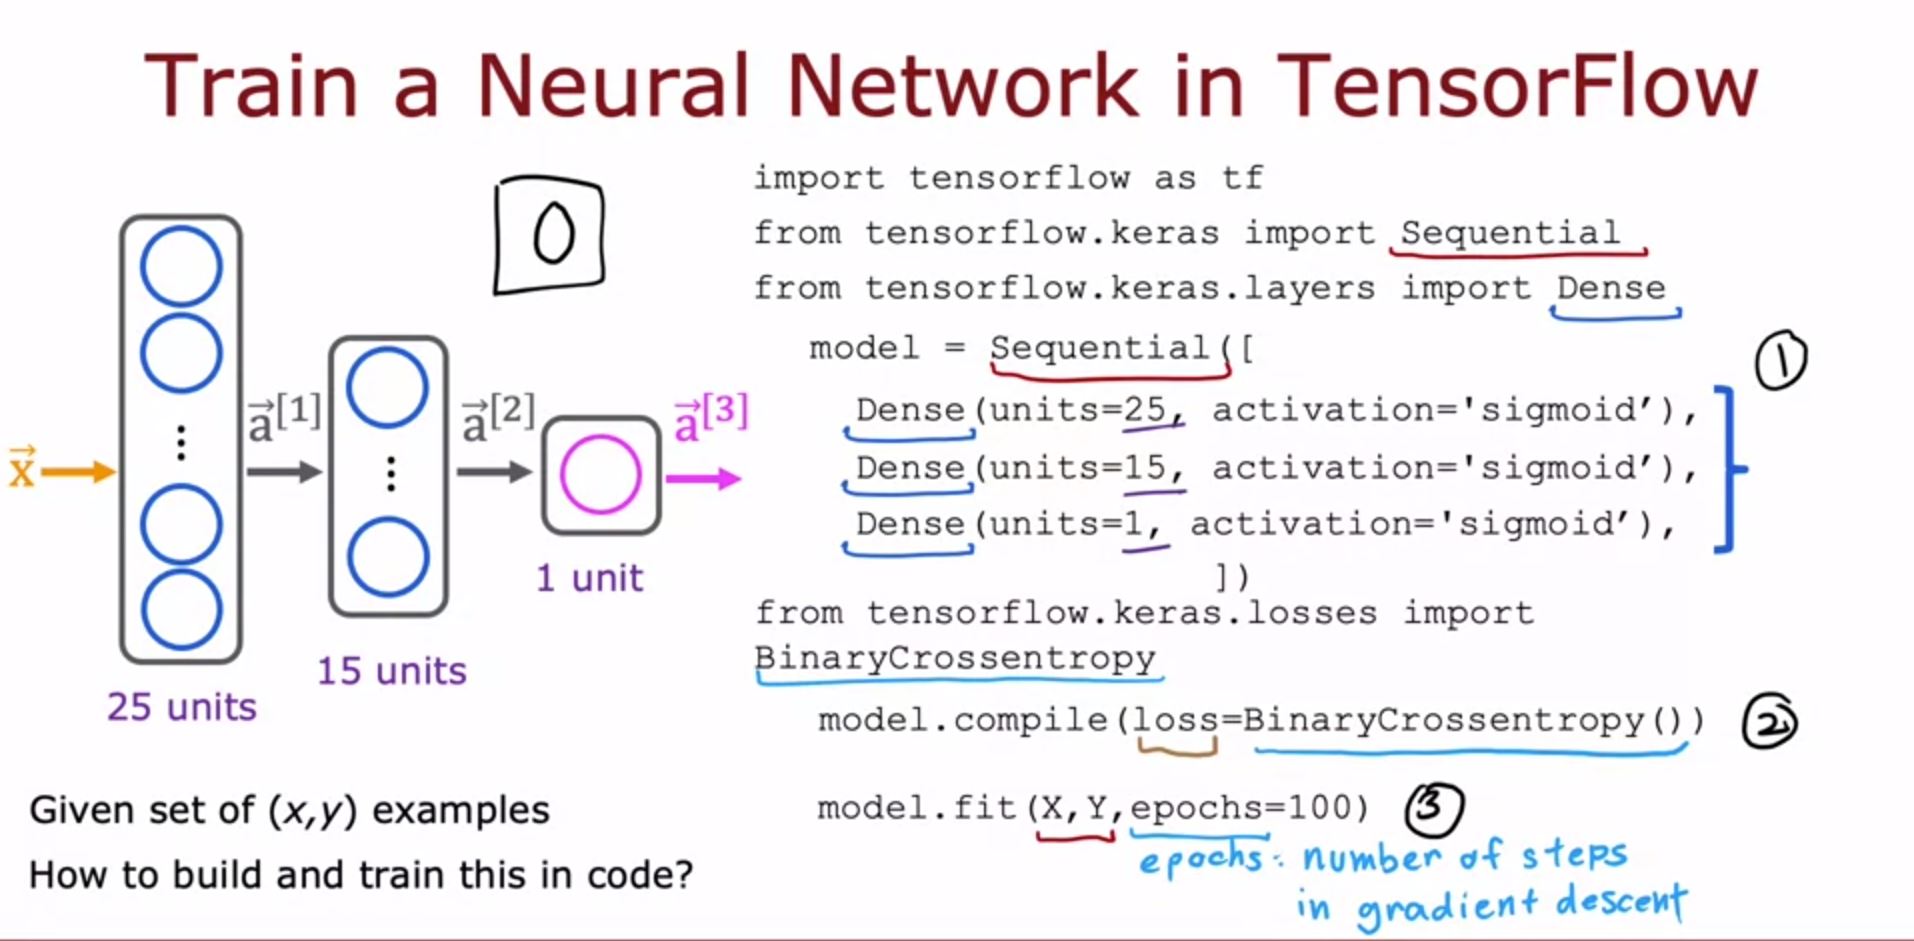 Train a Neural Network in TensorFlow
0
x⃗
a⃗[1]
a⃗[2]
a⃗[3]
25 units
15 units
1 unit
Given set of (x,y) examples
How to build and train this in code?
import tensorflow as tf
from tensorflow.keras import Sequential
from tensorflow.keras.layers import Dense
model = Sequential([
1
Dense(units=25, activation='sigmoid’),
Dense(units=15, activation='sigmoid’),
Dense(units=1, activation='sigmoid’),
])
from tensorflow.keras.losses import
BinaryCrossentropy
model.compile(loss=BinaryCrossentropy()) 2
model.fit(X,Y,epochs=100) 3
epochs: number of steps
in gradient descent